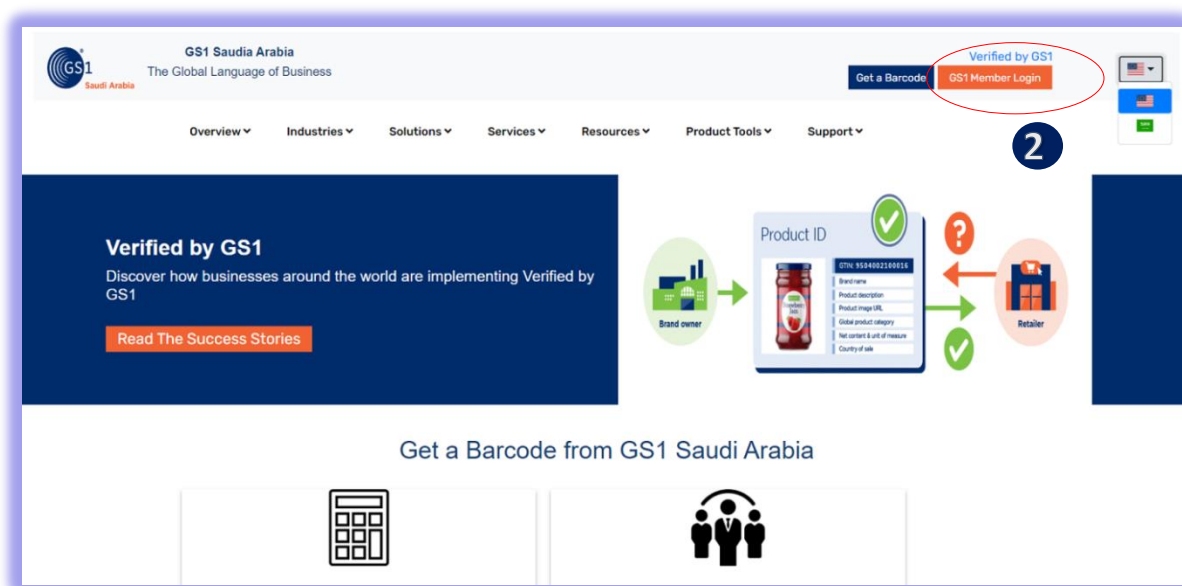 GS1
Saudi Arabia
GS1 Saudia Arabia
The Global Language of Business
Verified by GS1
Get a Barcode
GS1 Member Login
Overview
Industries
Solutions
Services
Resources
Product Tools
Support
2
Verified by GS1
Discover how businesses around the world are implementing Verified by
GS1
Read The Success Stories
Brand owner
Product ID
GTIN: 9504002100016
Brand name
Product description
Product image URL
Global product category
Net content & unit of measure
Country of sale
?
Retailer
Get a Barcode from GS1 Saudi Arabia